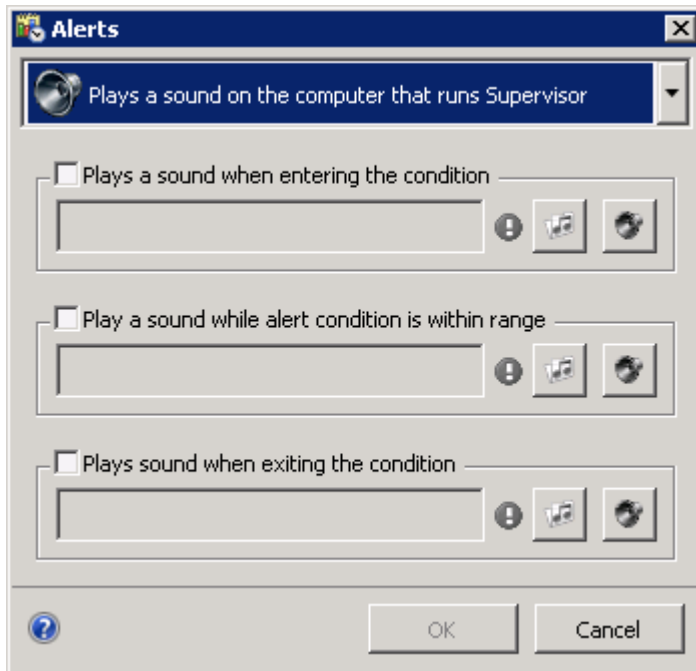 Alerts
Plays a sound on the computer that runs Supervisor
Plays a sound when entering the condition
Play a sound while alert condition is within range
Plays sound when exiting the condition
OK
Cancel